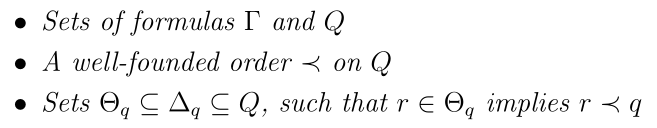 • Sets of formulas Γ and Q
• A well-founded order ≺ on Q
• Sets Θ_q ⊆ Δ_q ⊆ Q, such that r ∈ Θ_q implies r ≺ q